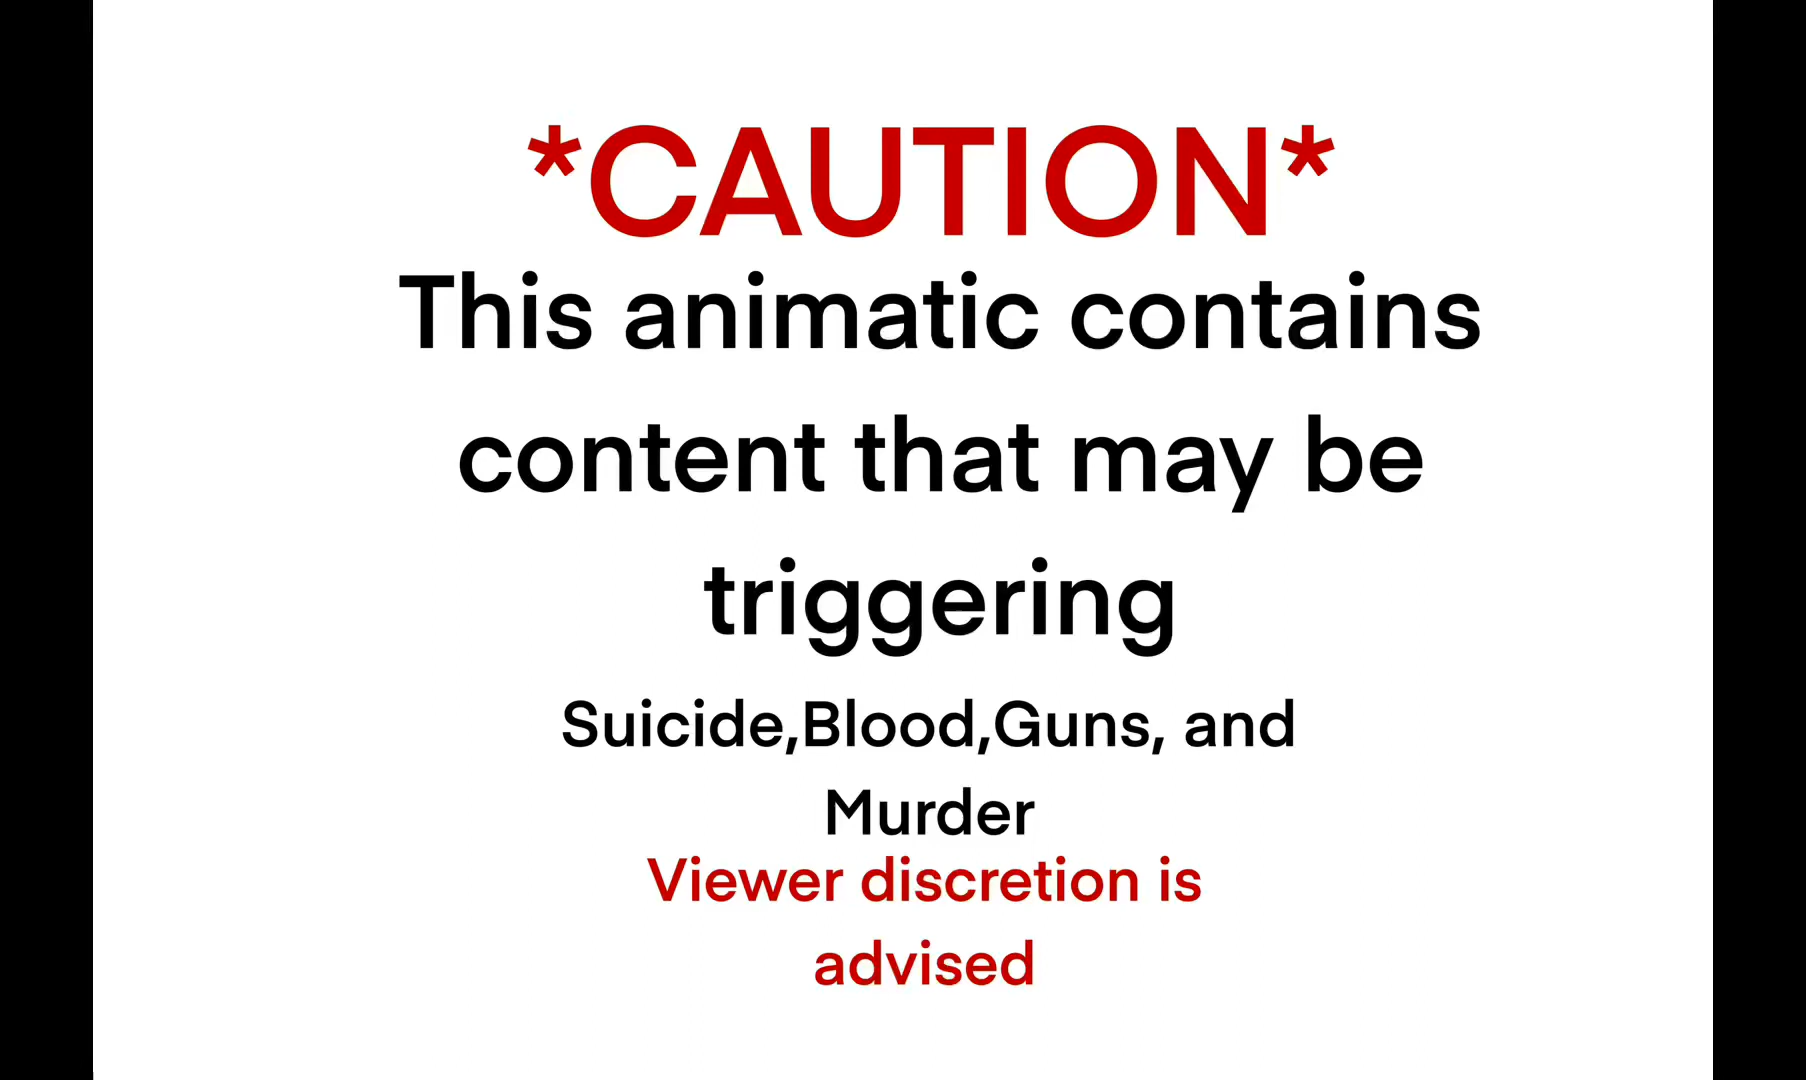 *CAUTION*
This animatic contains
content that may be
triggering
Suicide,Blood,Guns, and
Murder
Viewer discretion is
advised